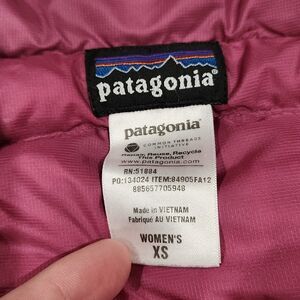 patagonia®
patagonia®
COMMON THREADS
INITIATIVE
Repair, Reuse, Recycle
This Product
www.patagonia.com
RN:51884
PO:134024 ITEM:84905FA12
885657705948
Made in VIETNAM
Fabriqué AU VIETNAM
WOMEN'S
XS